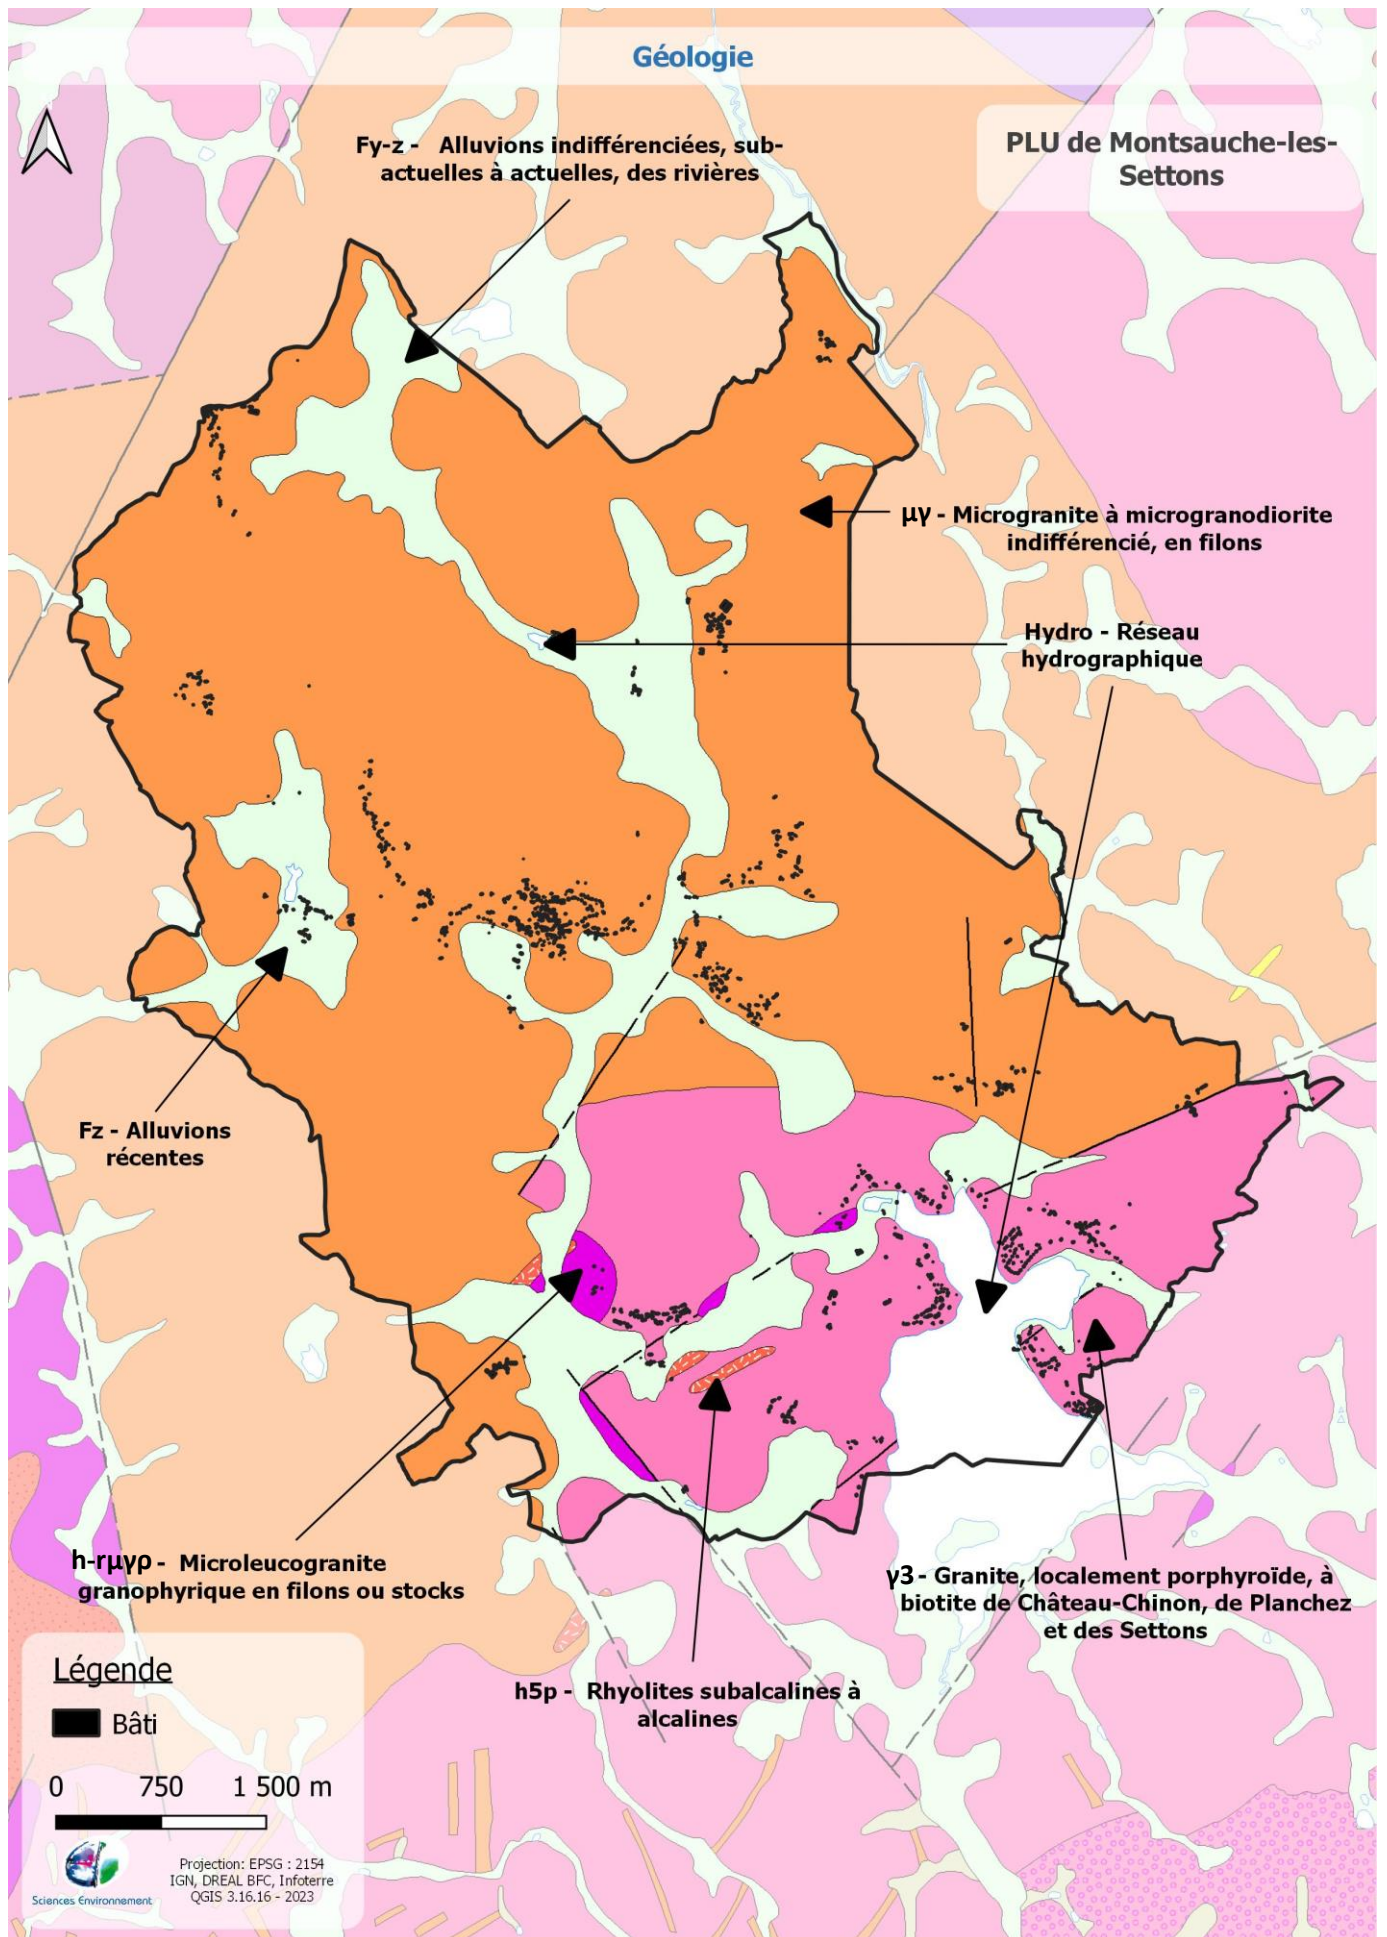 Géologie
PLU de Montsauche-les-
Settons
Fy-z - Alluvions indifférenciées, sub-
actuelles à actuelles, des rivières
μγ - Microgranite à microgranodiorite
indifférencié, en filons
Hydro - Réseau
hydrographique
Fz - Alluvions
récentes
h-rμγρ - Microleucogranite
granophyrique en filons ou stocks
γ3 - Granite, localement porphyroïde, à
biotite de Château-Chinon, de Planchez
et des Settons
h5p - Rhyolites subalcalines à
alcalines
Légende
Bâti
0 750 1 500 m
Projection: EPSG : 2154
IGN, DREAL BFC, Infoterre
QGIS 3.16.16 - 2023
Sciences Environnement